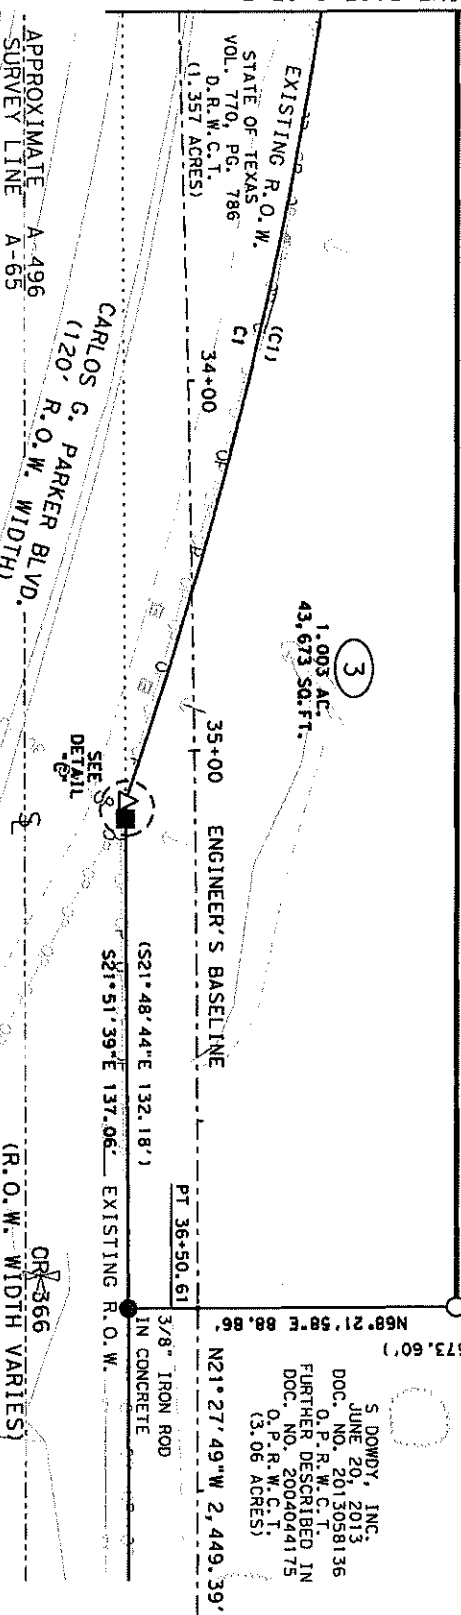 EXISTING R.O.W.
STATE OF TEXAS
VOL. 770, PG. 786
D.R.W.C.T.
(1.357 ACRES)
(C1)
C1
34+00
APPROXIMATE A-496
SURVEY LINE A-65
CARLOS G. PARKER BLVD.
(120' R.O.W. WIDTH)
3
1.003 AC.
43,673 SQ.FT.
35+00 ENGINEER'S BASELINE
SEE
DETAIL
"C"
(S21°48'44"E 132.18')
S21°51'39"E 137.06'
EXISTING R.O.W.
PT 36+50.61
3/8" IRON ROD
IN CONCRETE
N68°21'58"E 88.86'
N21°27'49"W 2,449.39'
S DOWDY, INC.
JUNE 20, 2013
DOC. NO. 2013058136
O.P.R.W.C.T.
FURTHER DESCRIBED IN
DOC. NO. 2004044175
O.P.R.W.C.T.
(3.06 ACRES)
CR 366
(R.O.W. WIDTH VARIES)